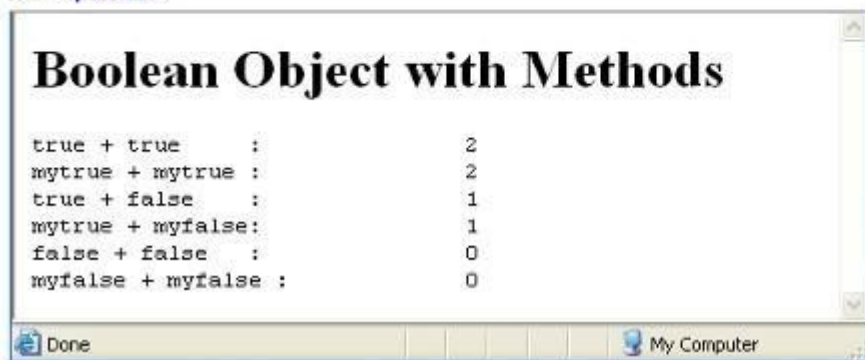 Boolean Object with Methods
true + true : 2
mytrue + mytrue : 2
true + false : 1
mytrue + myfalse: 1
false + false : 0
myfalse + myfalse : 0
Done My Computer